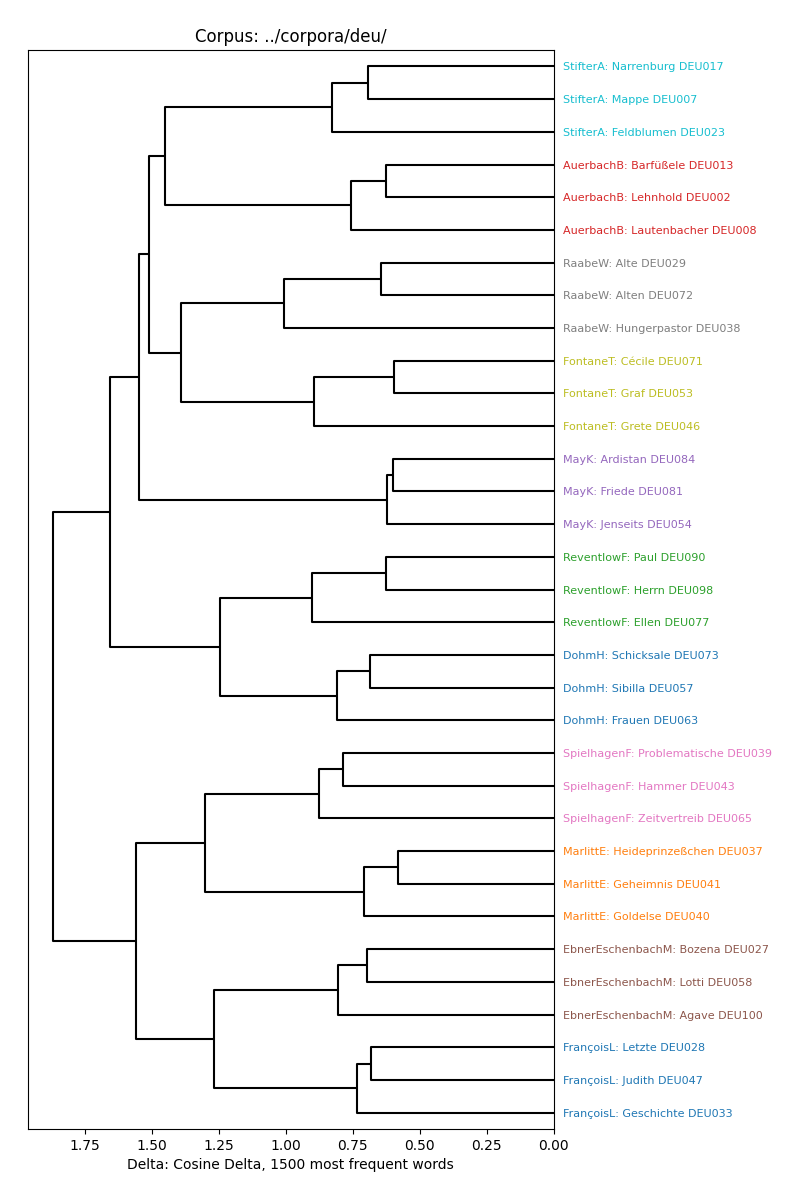 Corpus: ../corpora/deu/
StifterA: Narrenburg DEU017
StifterA: Mappe DEU007
StifterA: Feldblumen DEU023
AuerbachB: Barfüßele DEU013
AuerbachB: Lehnhold DEU002
AuerbachB: Lautenbacher DEU008
RaabeW: Alte DEU029
RaabeW: Alten DEU072
RaabeW: Hungerpastor DEU038
FontaneT: Cécile DEU071
FontaneT: Graf DEU053
FontaneT: Grete DEU046
MayK: Ardistan DEU084
MayK: Friede DEU081
MayK: Jenseits DEU054
ReventlowF: Paul DEU090
ReventlowF: Herrn DEU098
ReventlowF: Ellen DEU077
DohmH: Schicksale DEU073
DohmH: Sibilla DEU057
DohmH: Frauen DEU063
SpielhagenF: Problematische DEU039
SpielhagenF: Hammer DEU043
SpielhagenF: Zeitvertreib DEU065
MarlittE: Heideprinzeßchen DEU037
MarlittE: Geheimnis DEU041
MarlittE: Goldelse DEU040
EbnerEschenbachM: Bozena DEU027
EbnerEschenbachM: Lotti DEU058
EbnerEschenbachM: Agave DEU100
FrançoisL: Letzte DEU028
FrançoisL: Judith DEU047
FrançoisL: Geschichte DEU033
1.75 1.50 1.25 1.00 0.75 0.50 0.25 0.00
Delta: Cosine Delta, 1500 most frequent words